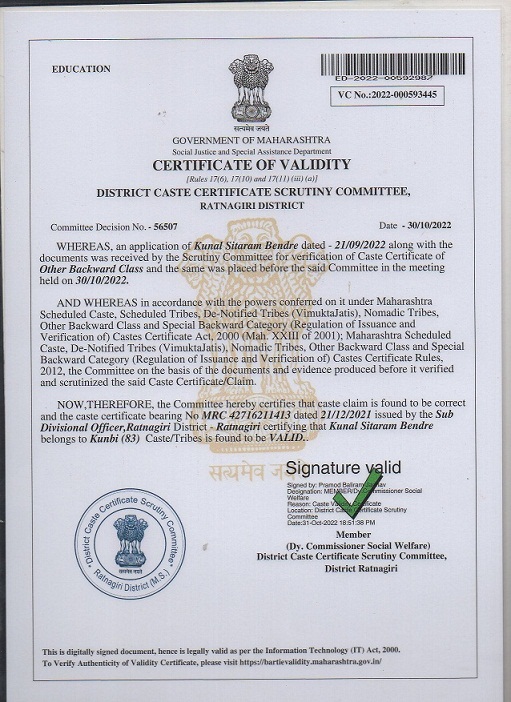 EDUCATION
ED-2022-00592987
VC No.:2022-000593445
सत्यमेव जयते
GOVERNMENT OF MAHARASHTRA
Social Justice and Special Assistance Department
CERTIFICATE OF VALIDITY
[Rules 17(6), 17(10) and 17(11) (iii) (a)]
DISTRICT CASTE CERTIFICATE SCRUTINY COMMITTEE,
RATNAGIRI DISTRICT
Committee Decision No. - 56507
Date - 30/10/2022
WHEREAS, an application of Kunal Sitaram Bendre dated - 21/09/2022 along with the
documents was received by the Scrutiny Committee for verification of Caste Certificate of
Other Backward Class and the same was placed before the said Committee in the meeting
held on 30/10/2022.
AND WHEREAS in accordance with the powers conferred on it under Maharashtra
Scheduled Caste, Scheduled Tribes, De-Notified Tribes (VimuktaJatis), Nomadic Tribes,
Other Backward Class and Special Backward Category (Regulation of Issuance and
Verification of) Castes Certificate Act, 2000 (Mah. XXIII of 2001); Maharashtra Scheduled
Caste, De-Notified Tribes (VimuktaJatis), Nomadic Tribes, Other Backward Class and Special
Backward Category (Regulation of Issuance and Verification of) Castes Certificate Rules,
2012, the Committee on the basis of the documents and evidence produced before it verified
and scrutinized the said Caste Certificate/Claim.
NOW,THEREFORE, the Committee hereby certifies that caste claim is found to be correct
and the caste certificate bearing No MRC 42716211413 dated 21/12/2021 issued by the Sub
Divisional Officer,Ratnagiri District - Ratnagiri certifying that Kunal Sitaram Bendre
belongs to Kunbi (83) Caste/Tribes is found to be VALID..
सत्यमेव
Signature valid
Signed by: Pramod Baliram
Designation: MEMBER/Dy. Commissioner Social
Welfare
Reason: Caste Validity Certificate
Location: District Caste Certificate Scrutiny
Committee
Date:31-Oct-2022 18:51:38 PM
District Caste Certificate Scrutiny Committee
सत्यमेव जयते
Ratnagiri District (M.S.)
Member
(Dy. Commissioner Social Welfare)
District Caste Certificate Scrutiny Committee,
District Ratnagiri
This is digitally signed document, hence is legally valid as per the Information Technology (IT) Act, 2000.
To Verify Authenticity of Validity Certificate, please visit https://bartievalidity.maharashtra.gov.in/